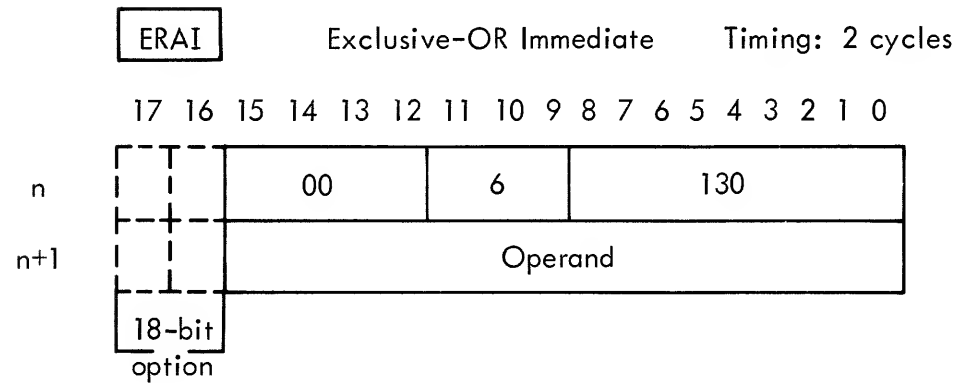 ERAI Exclusive-OR Immediate Timing: 2 cycles
17 16 15 14 13 12 11 10 9 8 7 6 5 4 3 2 1 0
n 00 6 130
n+1 Operand
18-bit
option